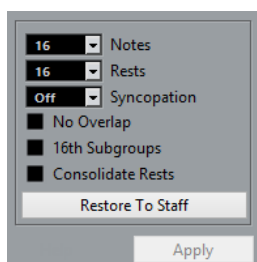 16 Notes
16 Rests
Off Syncopation
No Overlap
16th Subgroups
Consolidate Rests
Restore To Staff
Apply